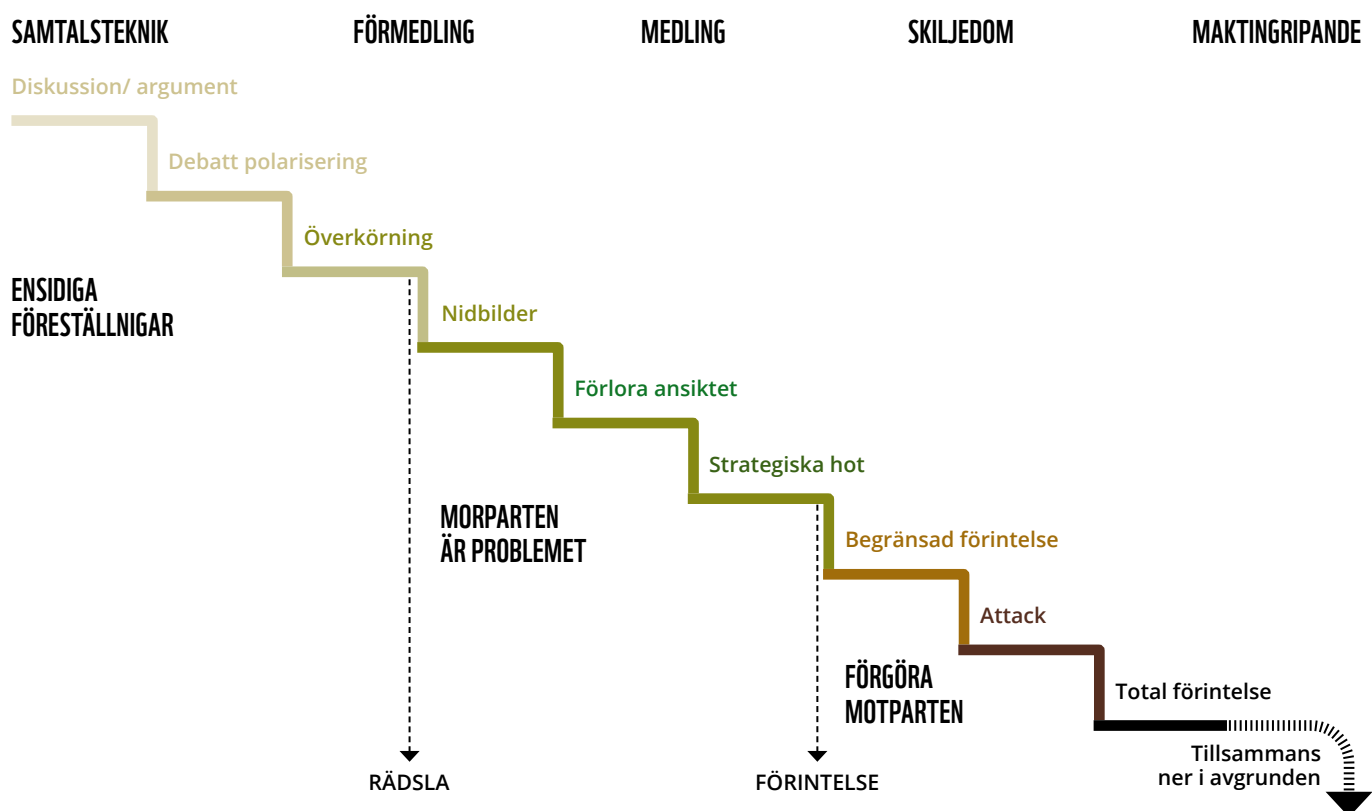 SAMTALSTEKNIK
FÖRMEDLING
MEDLING
SKILJEDOM
MAKTINGRIPANDE
Diskussion/ argument
Debatt polarisering
Överkörning
ENSIDIGA
FÖRESTÄLLNIGAR
Nidbilder
Förlora ansiktet
Strategiska hot
MORPARTEN
ÄR PROBLEMET
Begränsad förintelse
Attack
FÖRGÖRA
MOTPARTEN
Total förintelse
Tillsammans
ner i avgrunden
RÄDSLA
FÖRINTELSE